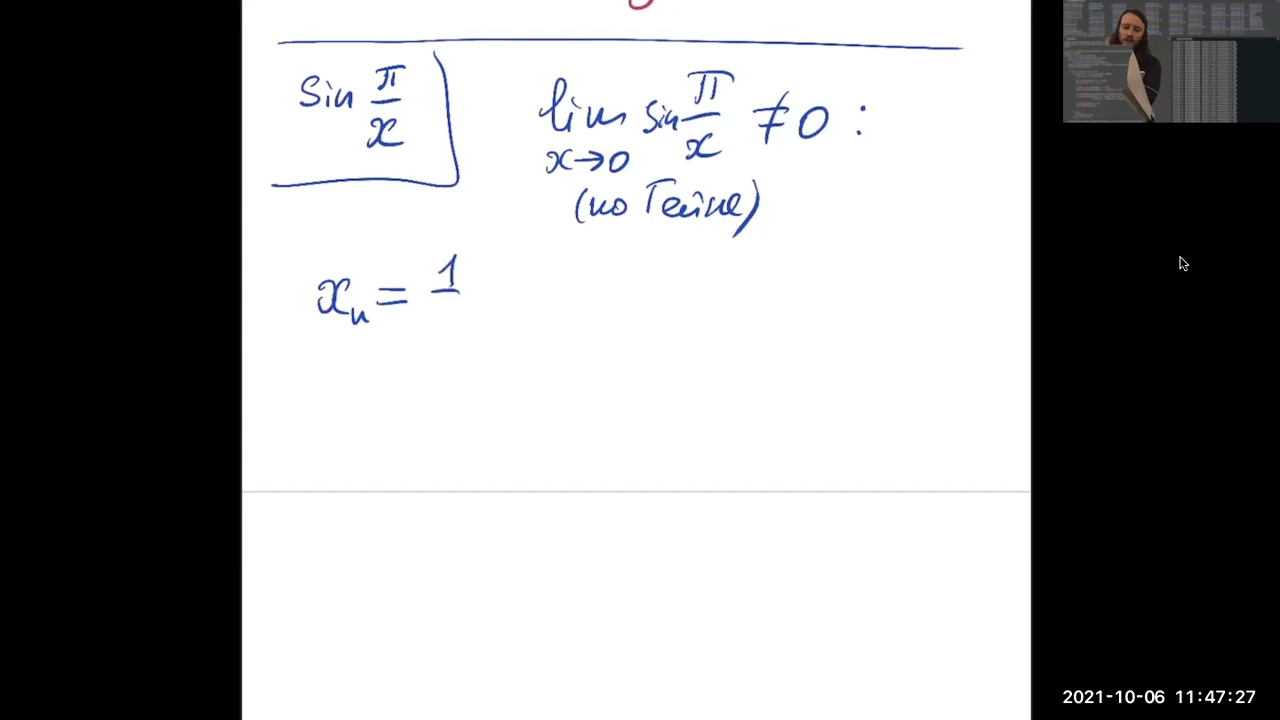 sin π/x
lim x→0 sin π/x ≠ 0 :
(по Гейне)
xₙ = 1
2021-10-06 11:47:27